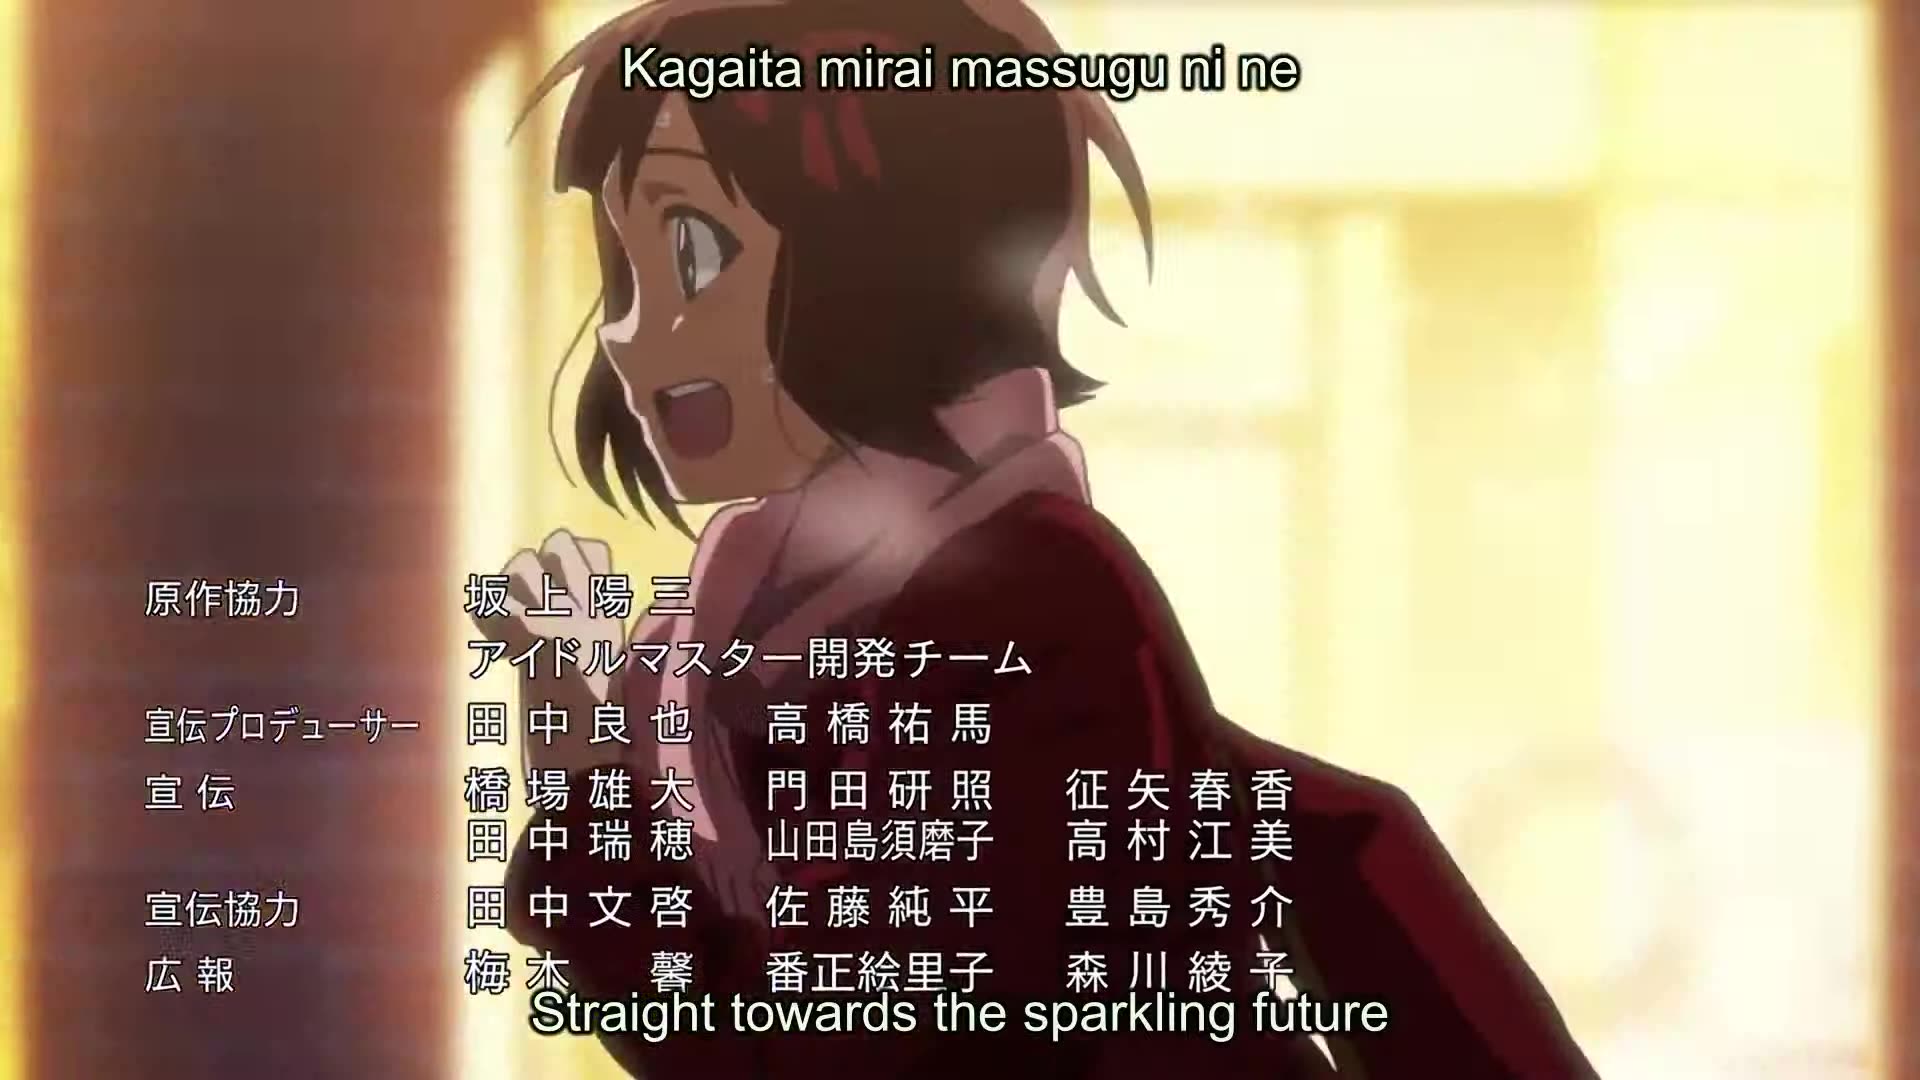 Kagaita mirai massugu ni ne
原作協力 坂上陽三
アイドルマスター開発チーム
宣伝プロデューサー 田中良也 高橋祐馬
宣伝 橋場雄大 門田研照 征矢春香
田中瑞穂 山田島須磨子 高村江美
宣伝協力 田中文啓 佐藤純平 豊島秀介
広報 梅木馨 番正絵里子 森川綾子
Straight towards the sparkling future